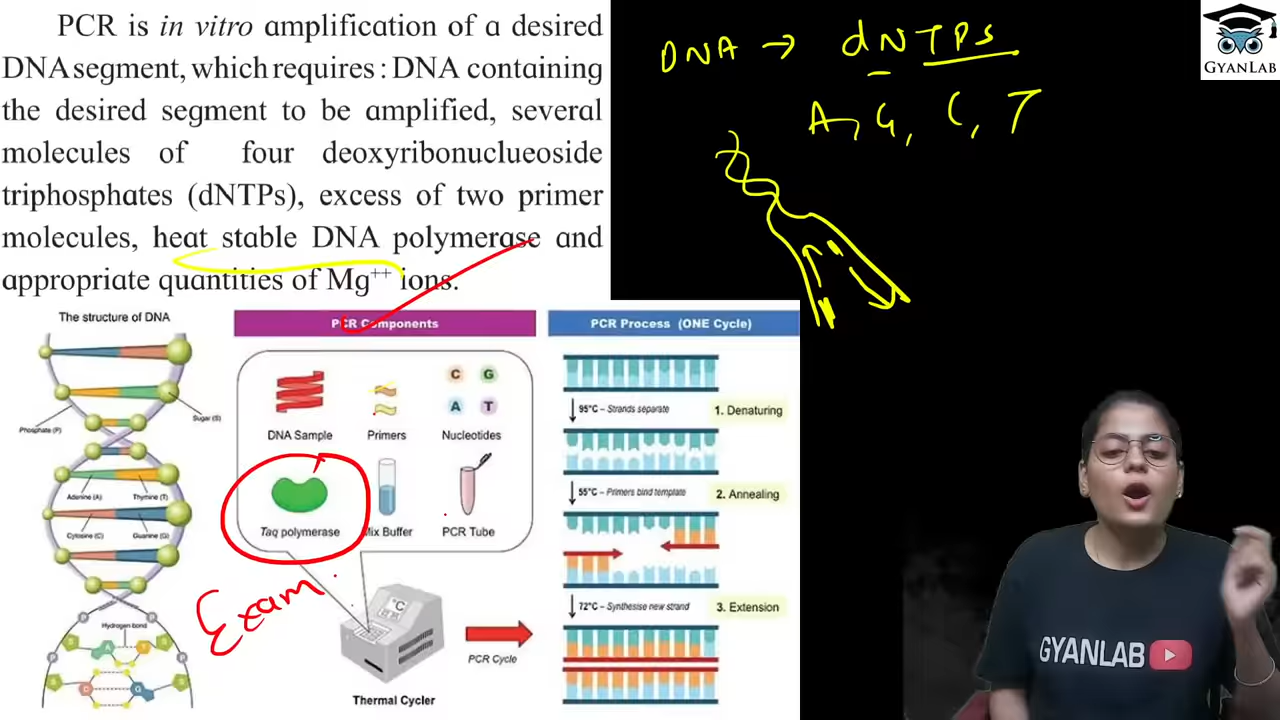 PCR is in vitro amplification of a desired
DNA segment, which requires : DNA containing
the desired segment to be amplified, several
molecules of four deoxyribonuclueoside
triphosphates (dNTPs), excess of two primer
molecules, heat stable DNA polymerase and
appropriate quantities of Mg++ ions.
DNA → dNTPs
A, G, C, T
GYANLAB
The structure of DNA
Phosphate (P)
Sugar (S)
Adenine (A)
Thymine (T)
Cytosine (C)
Guanine (G)
P
P
Hydrogen bond
S
A
T
S
P
P
S
G
S
PCR Components
C
G
A
T
DNA Sample
Primers
Nucleotides
Taq polymerase
Mix Buffer
PCR Tube
Exam
°C
PCR Cycle
Thermal Cycler
PCR Process (ONE Cycle)
95°C – Strands separate
1. Denaturing
55°C – Primers bind template
2. Annealing
72°C – Synthesise new strand
3. Extension
GYANLAB